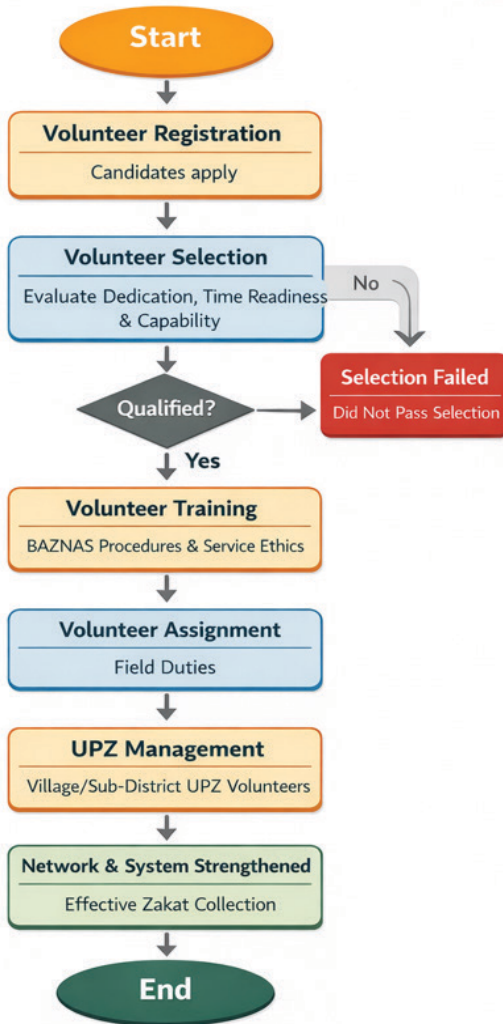 Start
Volunteer Registration
Candidates apply
Volunteer Selection
Evaluate Dedication, Time Readiness
& Capability
No
Selection Failed
Did Not Pass Selection
Qualified?
Yes
Volunteer Training
BAZNAS Procedures & Service Ethics
Volunteer Assignment
Field Duties
UPZ Management
Village/Sub-District UPZ Volunteers
Network & System Strengthened
Effective Zakat Collection
End